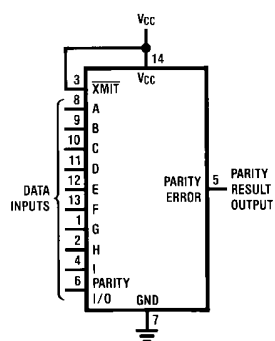 VCC
14
VCC
3
XMIT
8
A
9
B
10
C
11
D
12
E
13
F
1
G
2
H
4
I
6
PARITY
I/O
DATA
INPUTS
PARITY
ERROR
5
PARITY
RESULT
OUTPUT
GND
7